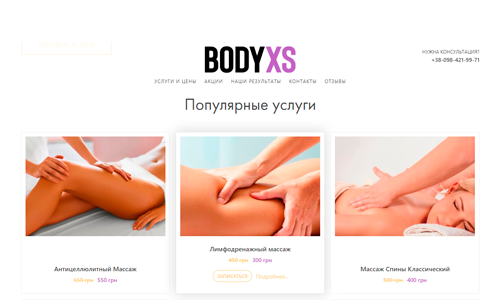 BODYXS
НУЖНА КОНСУЛЬТАЦИЯ?
+38-098-421-99-71
УСЛУГИ И ЦЕНЫ АКЦИИ НАШИ РЕЗУЛЬТАТЫ КОНТАКТЫ ОТЗЫВЫ
Популярные услуги
Лимфодренажный массаж
450 грн 300 грн
ЗАПИСАТЬСЯ Подробнее..
Антицеллюлитный Массаж
650 грн 550 грн
Массаж Спины Классический
500 грн 400 грн